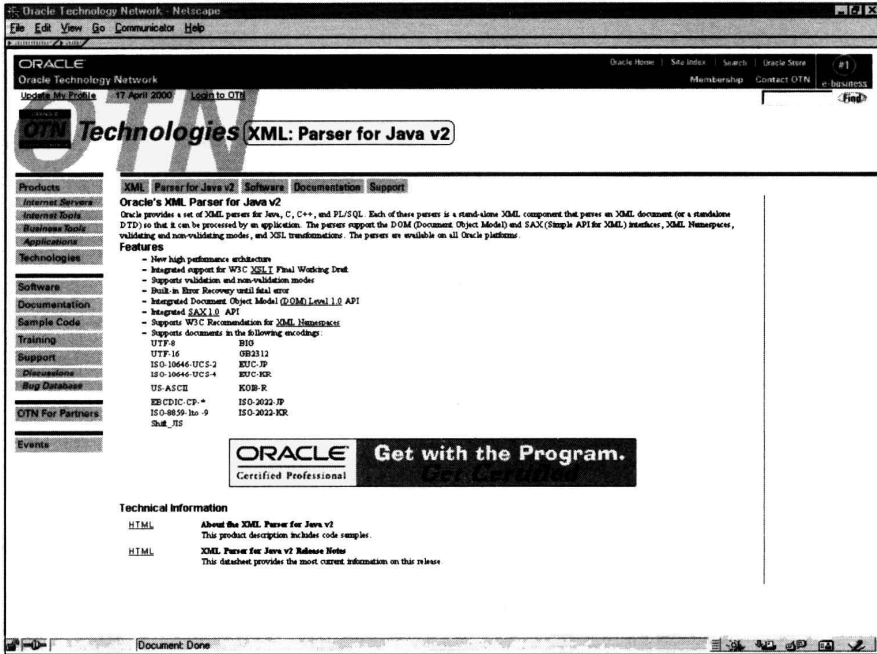 Oracle Technology Network - Netscape
File Edit View Go Communicator Help
ORACLE
Oracle Technology Network
Oracle Home | Site Index | Search | Oracle Store
Membership Contact OTN
#1
e-business
Update My Profile 17 April 2000 Login to OTN
Find
OTN
ORACLE
OTN
Technologies XML: Parser for Java v2
Products
Internet Servers
Internet Tools
Business Tools
Applications
Technologies
Software
Documentation
Sample Code
Training
Support
Discussions
Bug Database
OTN For Partners
Events
XML Parser for Java v2 Software Documentation Support
Oracle's XML Parser for Java v2
Oracle provides a set of XML parsers for Java, C, C++, and PL/SQL. Each of these parsers is a stand-alone XML component that parses an XML document (or a standalone
DTD) so that it can be processed by an application. The parsers support the DOM (Document Object Model) and SAX (Simple API for XML) interfaces, XML Namespaces,
validating and non-validating modes, and XSL transformations. The parsers are available on all Oracle platforms.
Features
- New high performance architecture
- Integrated support for W3C XSLT Final Working Draft
- Supports validation and non-validation modes
- Built-in Error Recovery until fatal error
- Intergrated Document Object Model (DOM) Level 1.0 API
- Integrated SAX 1.0 API
- Supports W3C Recomendation for XML Namespaces
- Supports documents in the following encodings:
UTF-8 BIG
UTF-16 GB2312
ISO-10646-UCS-2 EUC-JP
ISO-10646-UCS-4 EUC-KR
US-ASCII KOI8-R
EBCDIC-CP-* ISO-2022-JP
ISO-8859-1to -9 ISO-2022-KR
Shift_JIS
ORACLE
Certified Professional
Get with the Program.
Get Certified
Technical Information
HTML About the XML Parser for Java v2
This product description includes code samples.
HTML XML Parser for Java v2 Release Notes
This datasheet provides the most current information on this release
Document: Done